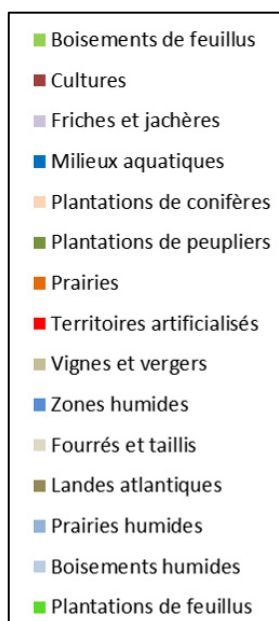 Boisements de feuillus
Cultures
Friches et jachères
Milieux aquatiques
Plantations de conifères
Plantations de peupliers
Prairies
Territoires artificialisés
Vignes et vergers
Zones humides
Fourrés et taillis
Landes atlantiques
Prairies humides
Boisements humides
Plantations de feuillus